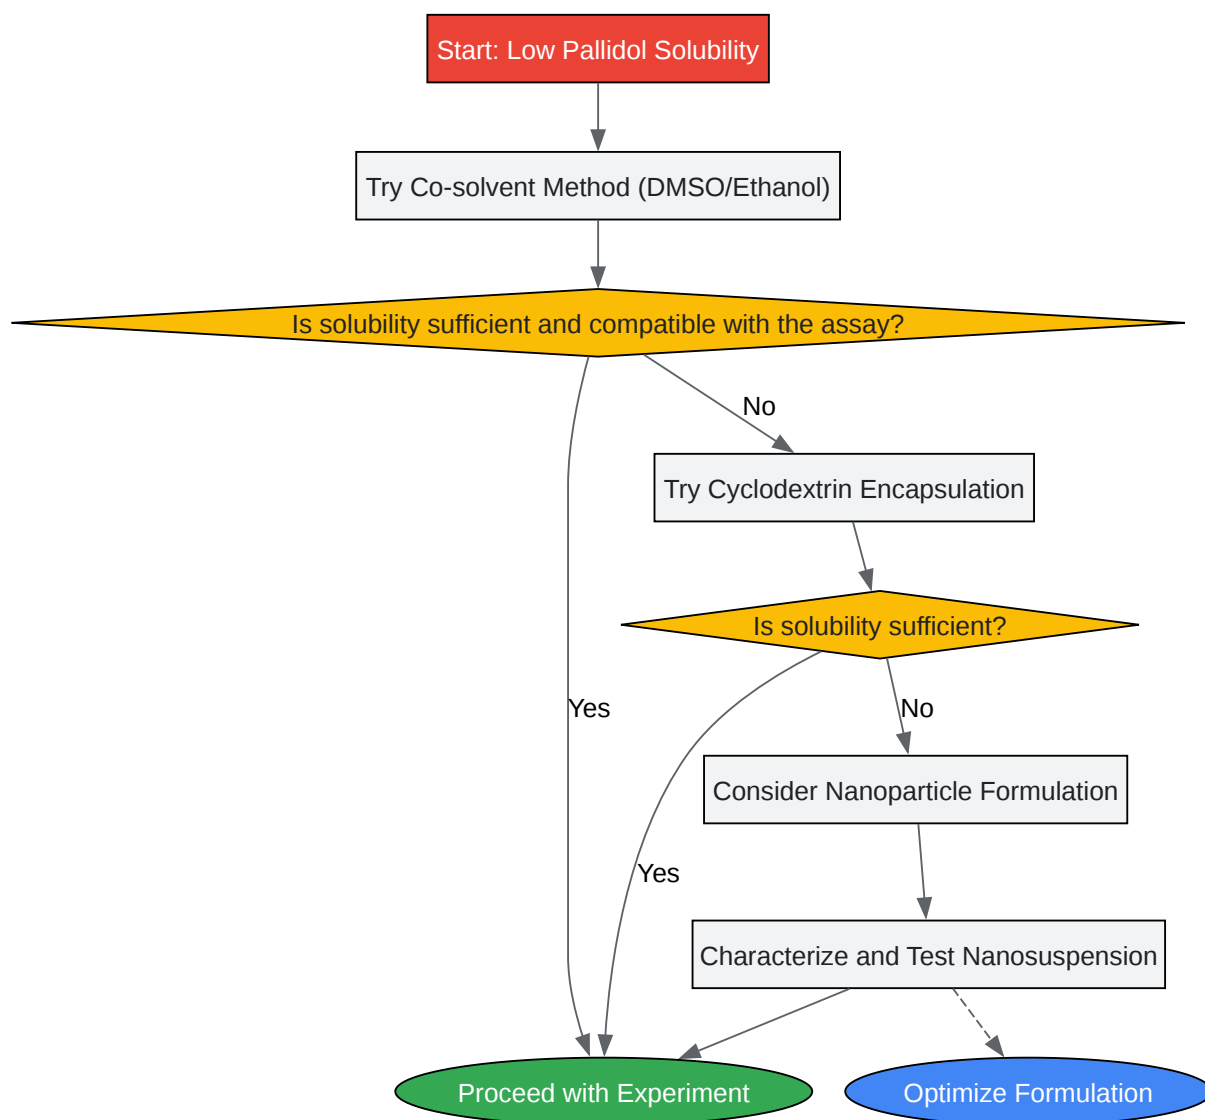 Start: Low Pallidol Solubility
Try Co-solvent Method (DMSO/Ethanol)
Is solubility sufficient and compatible with the assay?
No
Try Cyclodextrin Encapsulation
Is solubility sufficient?
Yes
No
Consider Nanoparticle Formulation
Yes
Characterize and Test Nanosuspension
Proceed with Experiment
Optimize Formulation